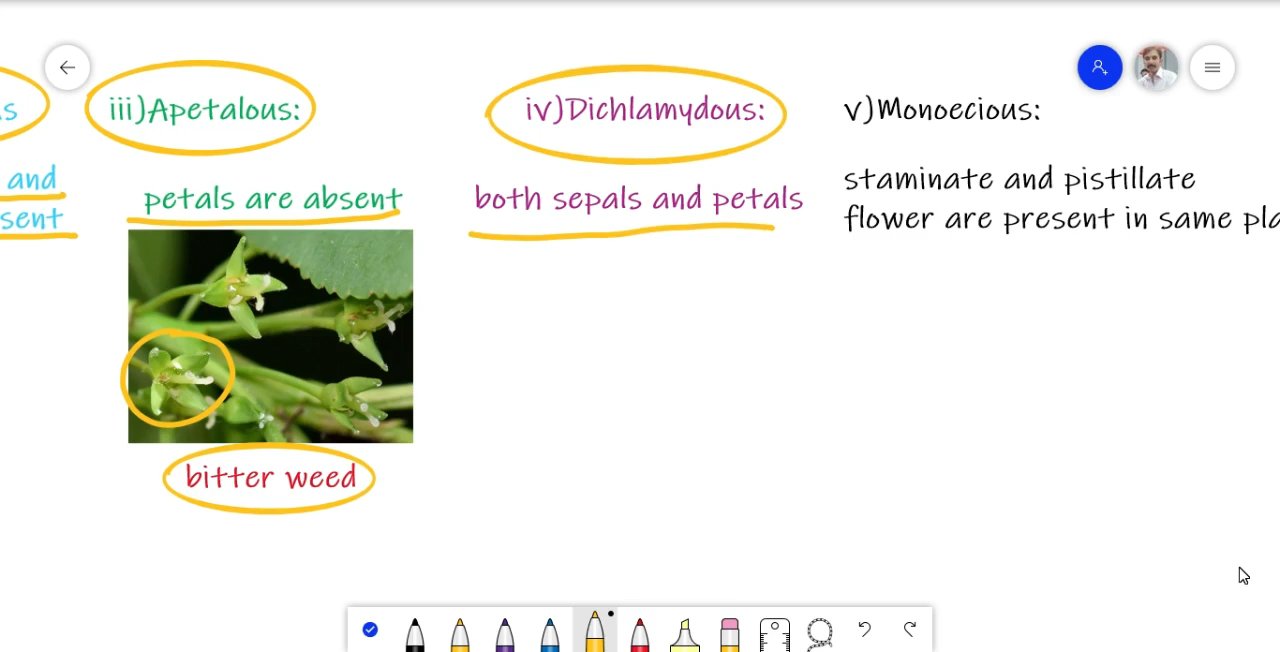 s
iii)Apetalous:
iv)Dichlamydous:
v)Monoecious:
and
sent
petals are absent
both sepals and petals
staminate and pistillate
flower are present in same pla
bitter weed